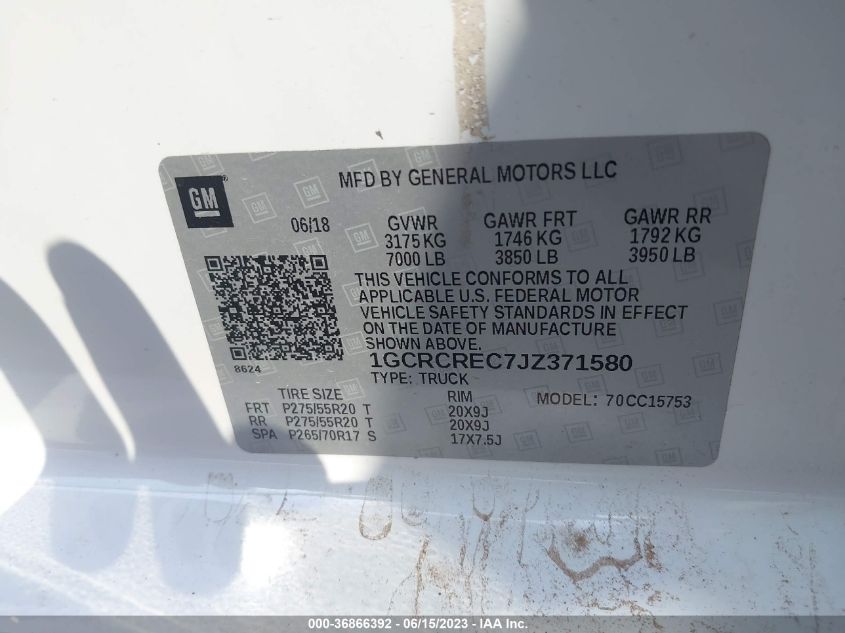 GM
MFD BY GENERAL MOTORS LLC
06/18 GVWR GAWR FRT GAWR RR
3175 KG 1746 KG 1792 KG
7000 LB 3850 LB 3950 LB
THIS VEHICLE CONFORMS TO ALL
APPLICABLE U.S. FEDERAL MOTOR
VEHICLE SAFETY STANDARDS IN EFFECT
ON THE DATE OF MANUFACTURE
SHOWN ABOVE.
8624
1GCRCREC7JZ371580
TYPE: TRUCK
TIRE SIZE RIM MODEL: 70CC15753
FRT P275/55R20 T 20X9J
RR P275/55R20 T 20X9J
SPA P265/70R17 S 17X7.5J
000-36866392 - 06/15/2023 - IAA Inc.